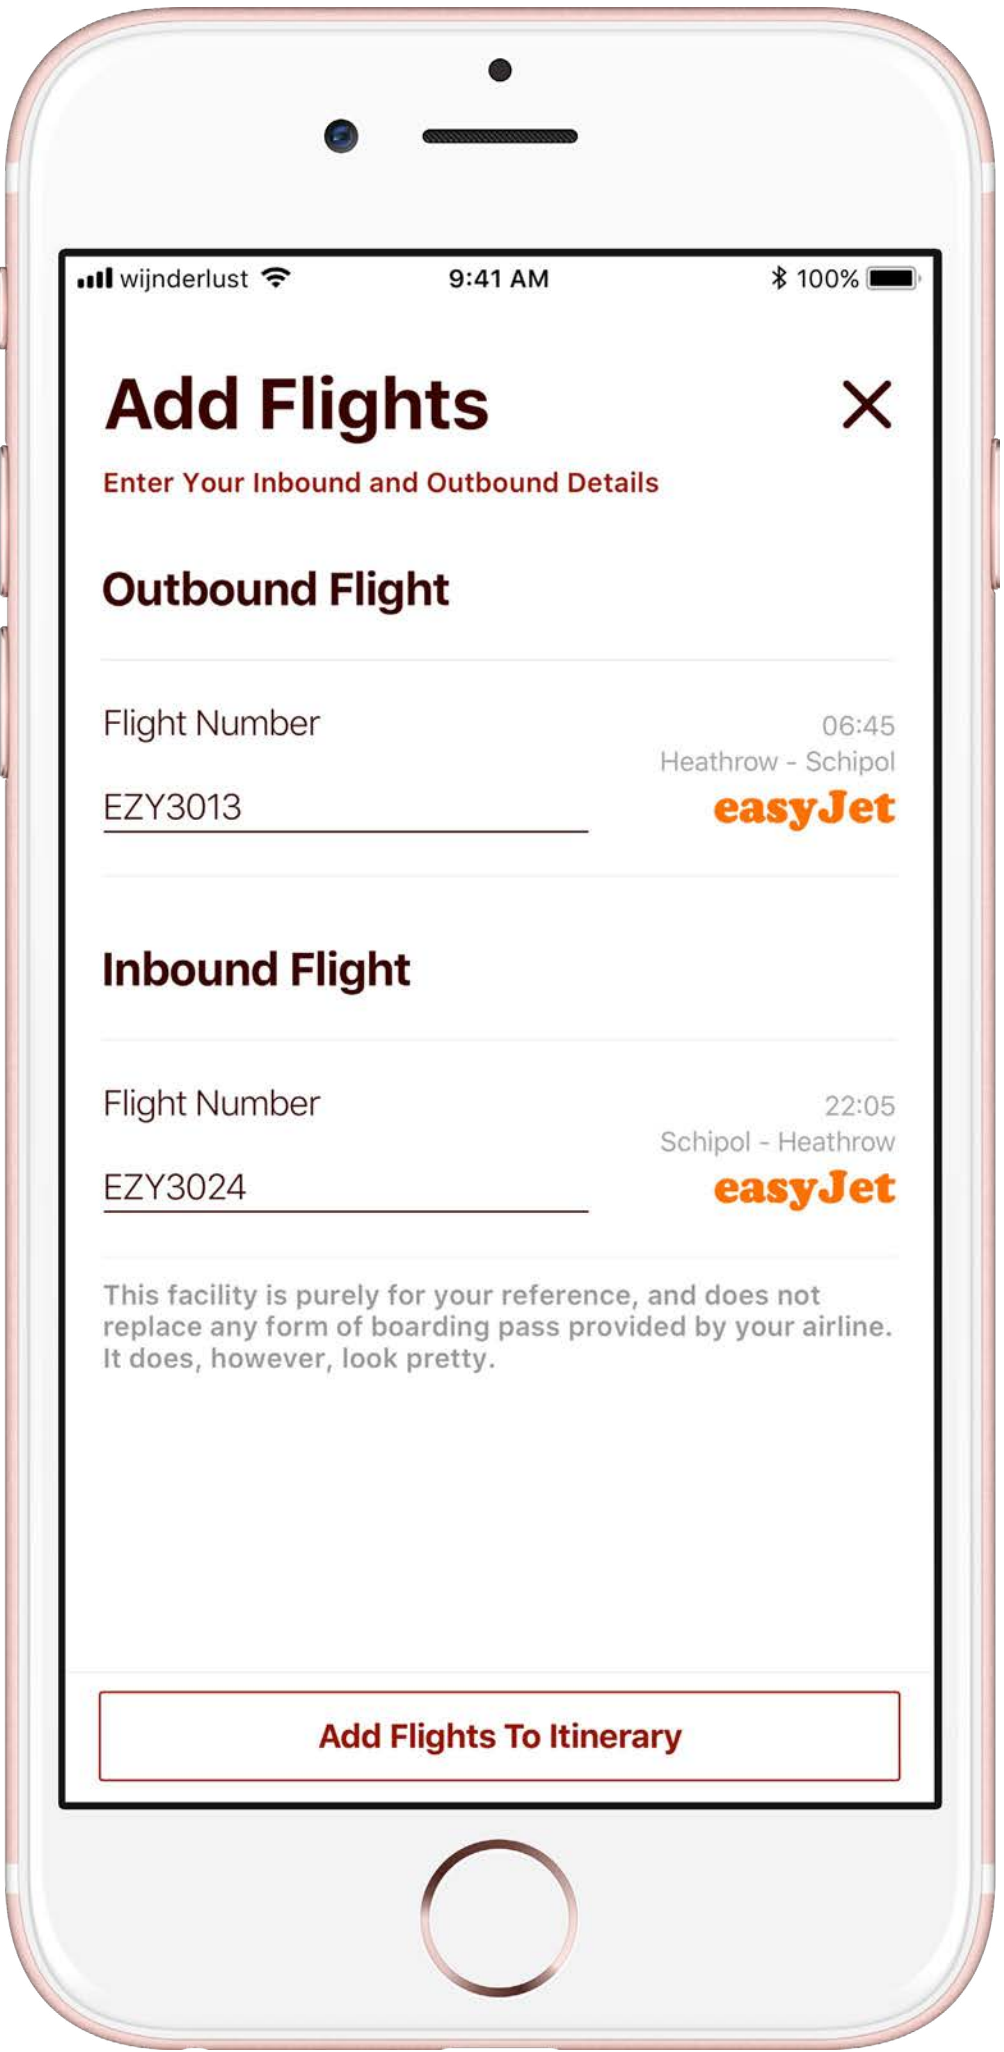 wijnderlust 9:41 AM 100%
Add Flights
Enter Your Inbound and Outbound Details
Outbound Flight
Flight Number
06:45
Heathrow - Schipol
EZY3013
easyJet
Inbound Flight
Flight Number
22:05
Schipol - Heathrow
EZY3024
easyJet
This facility is purely for your reference, and does not
replace any form of boarding pass provided by your airline.
It does, however, look pretty.
Add Flights To Itinerary